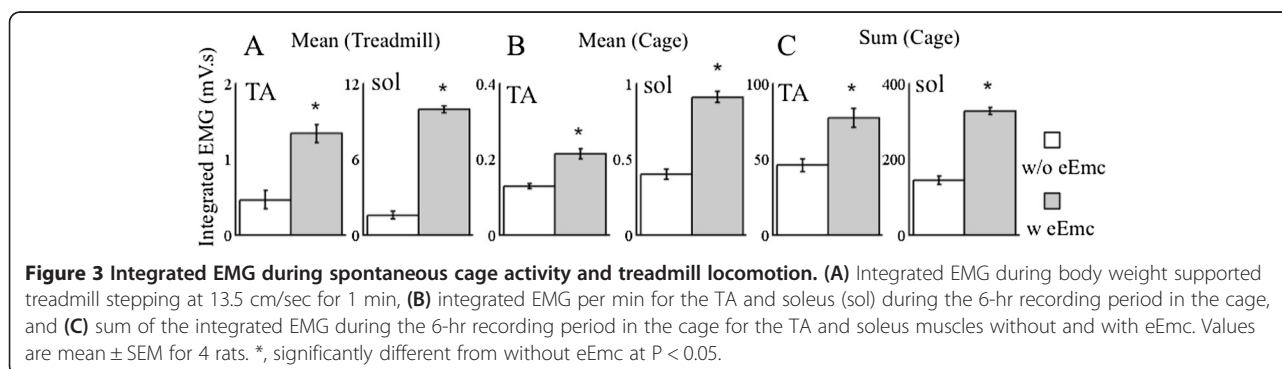 A Mean (Treadmill) B Mean (Cage) C Sum (Cage)
Integrated EMG (mV.s)
2
1
0
TA
*
12
6
0
sol
*
0.4
0.2
0
TA
*
1
0.5
0
sol
*
100
50
0
TA
*
400
200
0
sol
*
w/o eEmc
w eEmc
Figure 3 Integrated EMG during spontaneous cage activity and treadmill locomotion. (A) Integrated EMG during body weight supported
treadmill stepping at 13.5 cm/sec for 1 min, (B) integrated EMG per min for the TA and soleus (sol) during the 6-hr recording period in the cage,
and (C) sum of the integrated EMG during the 6-hr recording period in the cage for the TA and soleus muscles without and with eEmc. Values
are mean ± SEM for 4 rats. *, significantly different from without eEmc at P < 0.05.